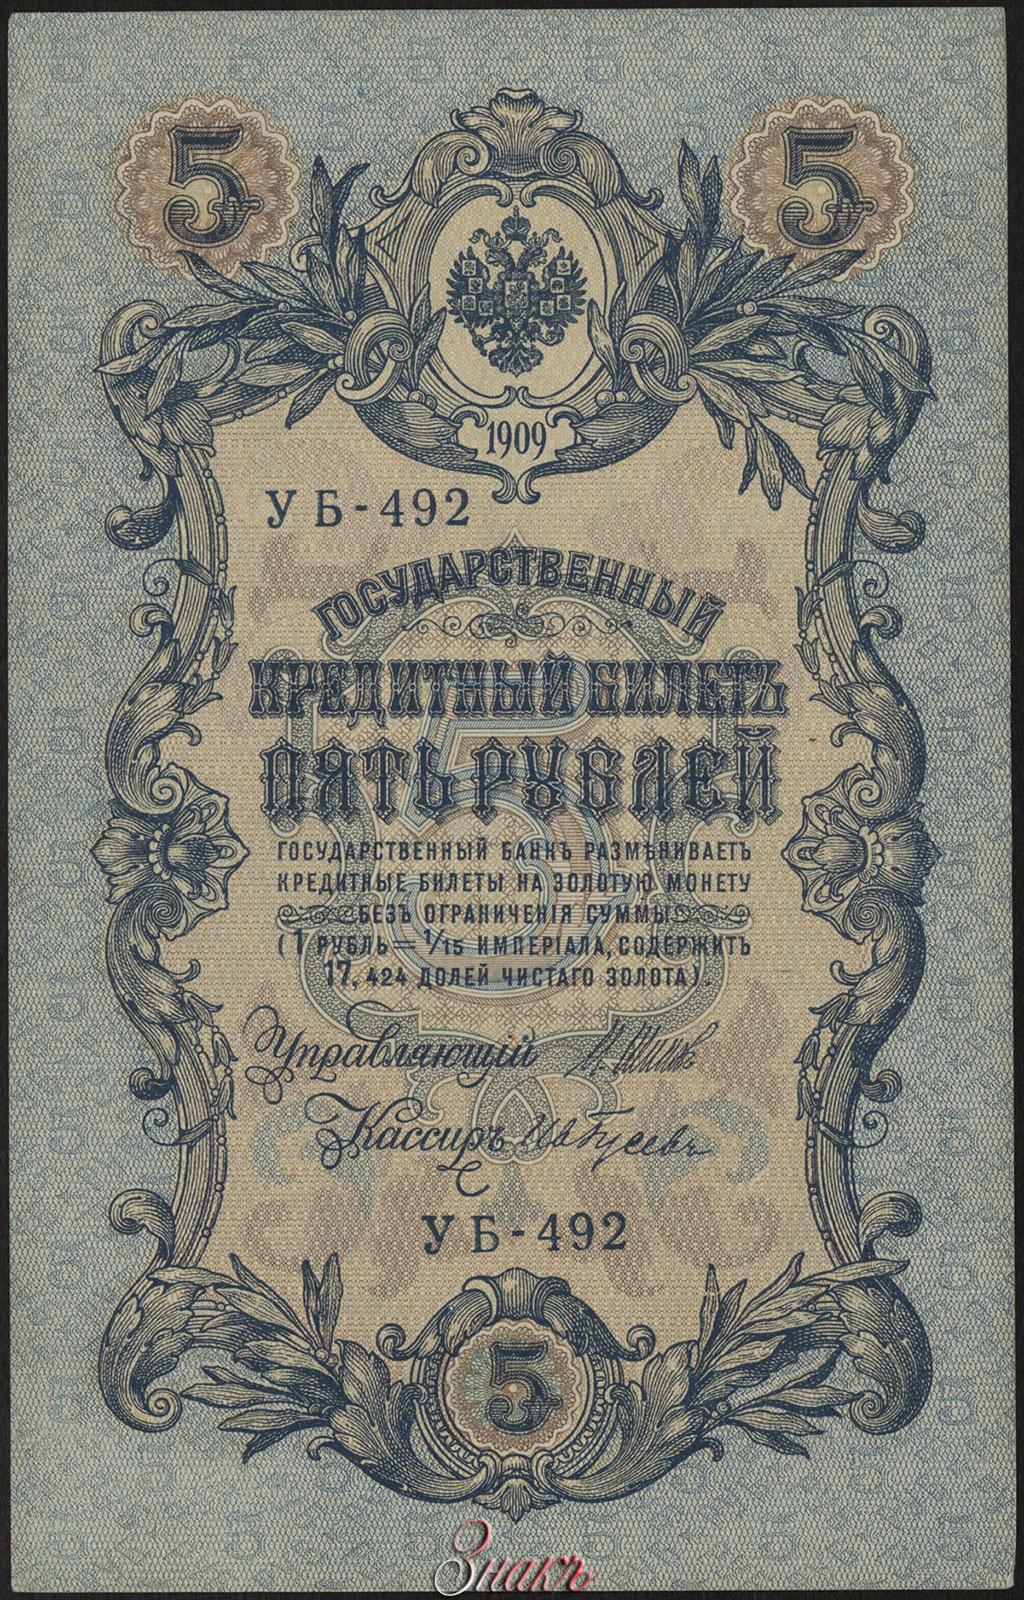 5 5
1909
УБ-492
ГОСУДАРСТВЕННЫЙ
КРЕДИТНЫЙ БИЛЕТЪ
ПЯТЬ РУБЛЕЙ
ГОСУДАРСТВЕННЫЙ БАНКЪ РАЗМѢНИВАЕТЪ
КРЕДИТНЫЕ БИЛЕТЫ НА ЗОЛОТУЮ МОНЕТУ
БЕЗЪ ОГРАНИЧЕНІЯ СУММЫ
(1 РУБЛЬ = 1/15 ИМПЕРІАЛА, СОДЕРЖИТЪ
17,424 ДОЛЕЙ ЧИСТАГО ЗОЛОТА).
Управляющій И. Шипов
Кассиръ Гусевъ
УБ-492
5
Знакъ